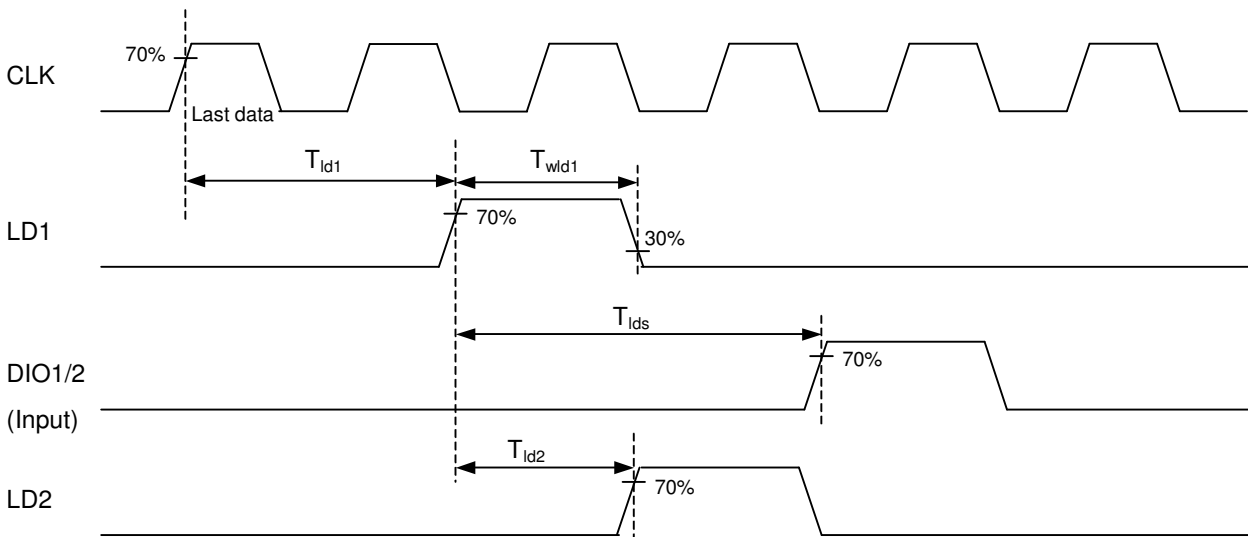 70%
CLK
Last data
Tld1
Twld1
LD1
70%
30%
Tlds
DIO1/2
70%
(Input)
Tld2
LD2
70%